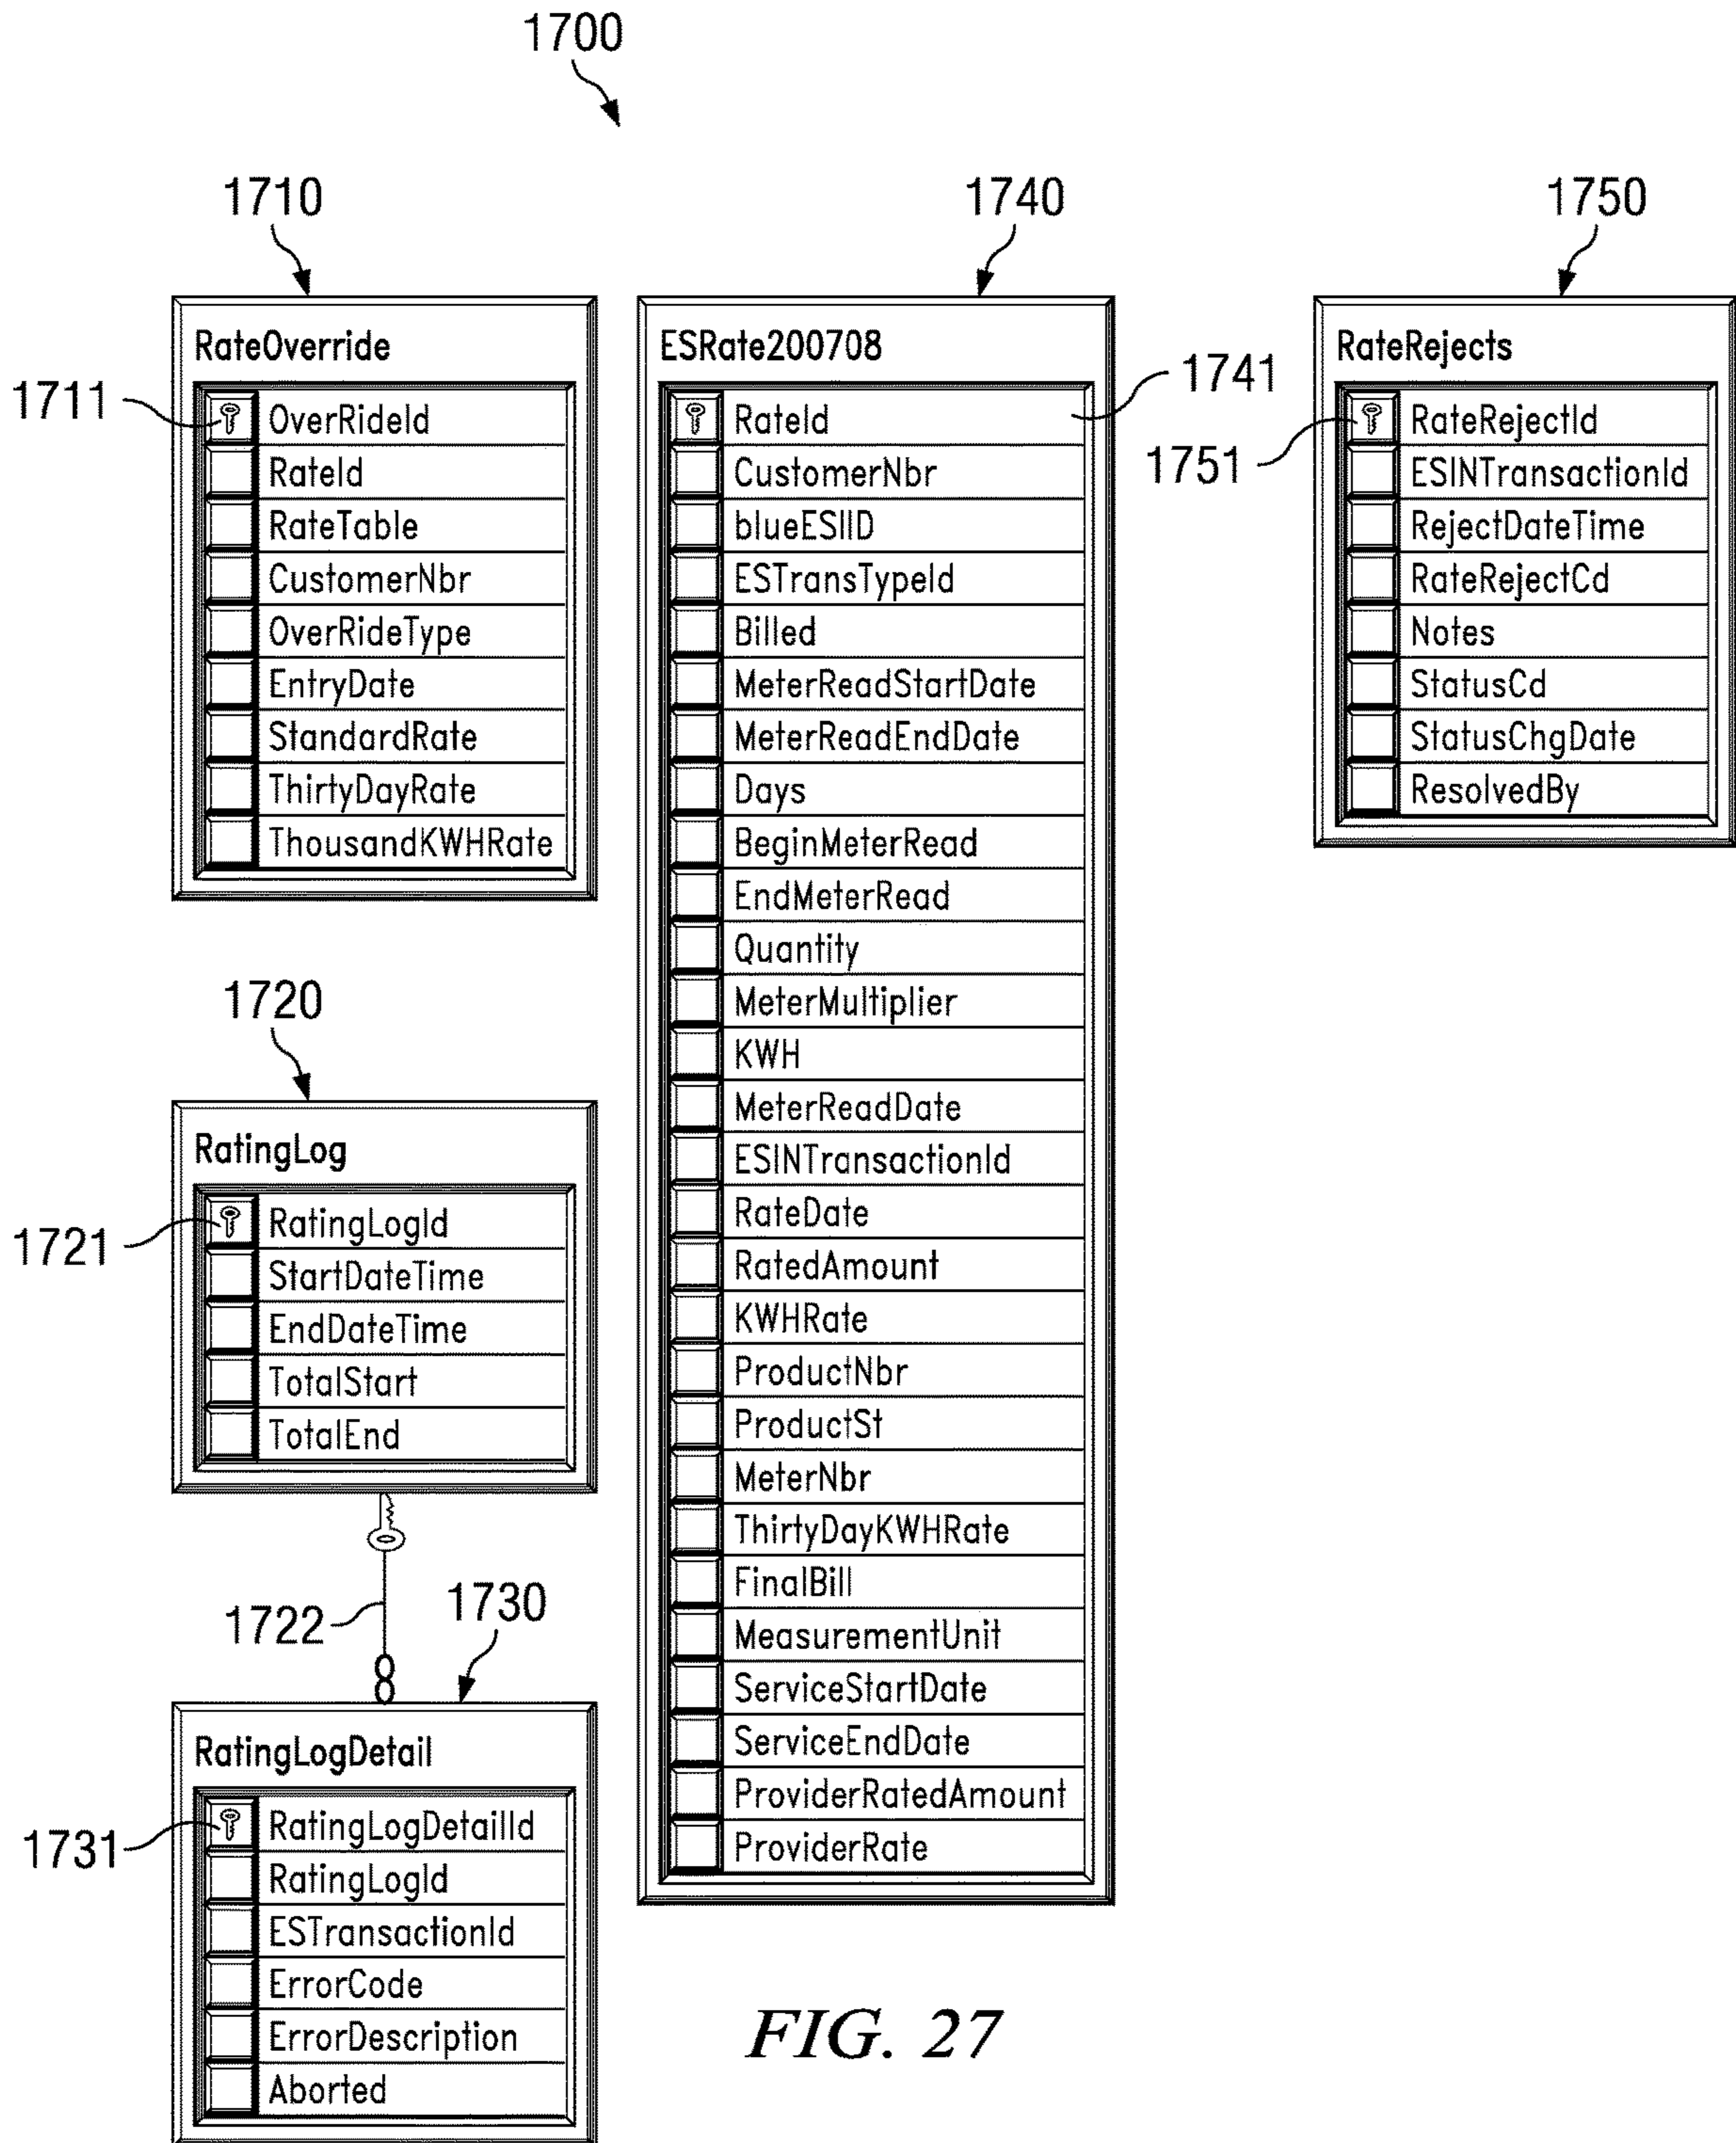 1700
1710
RateOverride
1711
OverRideId
RateId
RateTable
CustomerNbr
OverRideType
EntryDate
StandardRate
ThirtyDayRate
ThousandKWHRate
1720
RatingLog
1721
RatingLogId
StartDateTime
EndDateTime
TotalStart
TotalEnd
1722
1730
RatingLogDetail
1731
RatingLogDetailId
RatingLogId
ESTransactionId
ErrorCode
ErrorDescription
Aborted
1740
ESRate200708
1741
RateId
CustomerNbr
blueESIID
ESTransTypeId
Billed
MeterReadStartDate
MeterReadEndDate
Days
BeginMeterRead
EndMeterRead
Quantity
MeterMultiplier
KWH
MeterReadDate
ESINTransactionId
RateDate
RatedAmount
KWHRate
ProductNbr
ProductSt
MeterNbr
ThirtyDayKWHRate
FinalBill
MeasurementUnit
ServiceStartDate
ServiceEndDate
ProviderRatedAmount
ProviderRate
1750
RateRejects
1751
RateRejectId
ESINTransactionId
RejectDateTime
RateRejectCd
Notes
StatusCd
StatusChgDate
ResolvedBy
FIG. 27